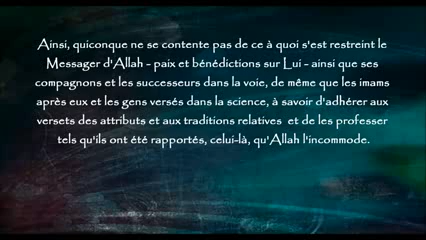 Ainsi, quiconque ne se contente pas de ce à quoi s'est restreint le
Messager d'Allah - paix et bénédictions sur Lui - ainsi que ses
compagnons et les successeurs dans la voie, de même que les imams
après eux et les gens versés dans la science, à savoir d'adhérer aux
versets des attributs et aux traditions relatives et de les professer
tels qu'ils ont été rapportés, celui-là, qu'Allah l'incommode.